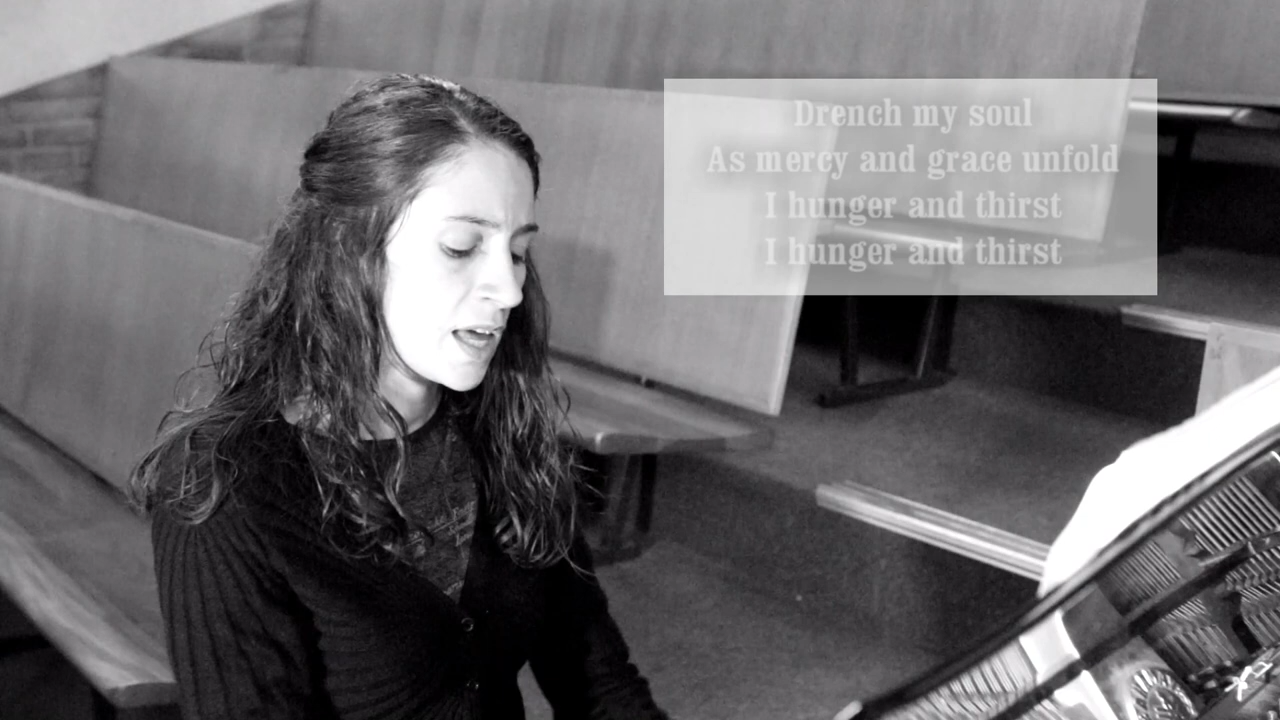 Drench my soul
As mercy and grace unfold
I hunger and thirst
I hunger and thirst